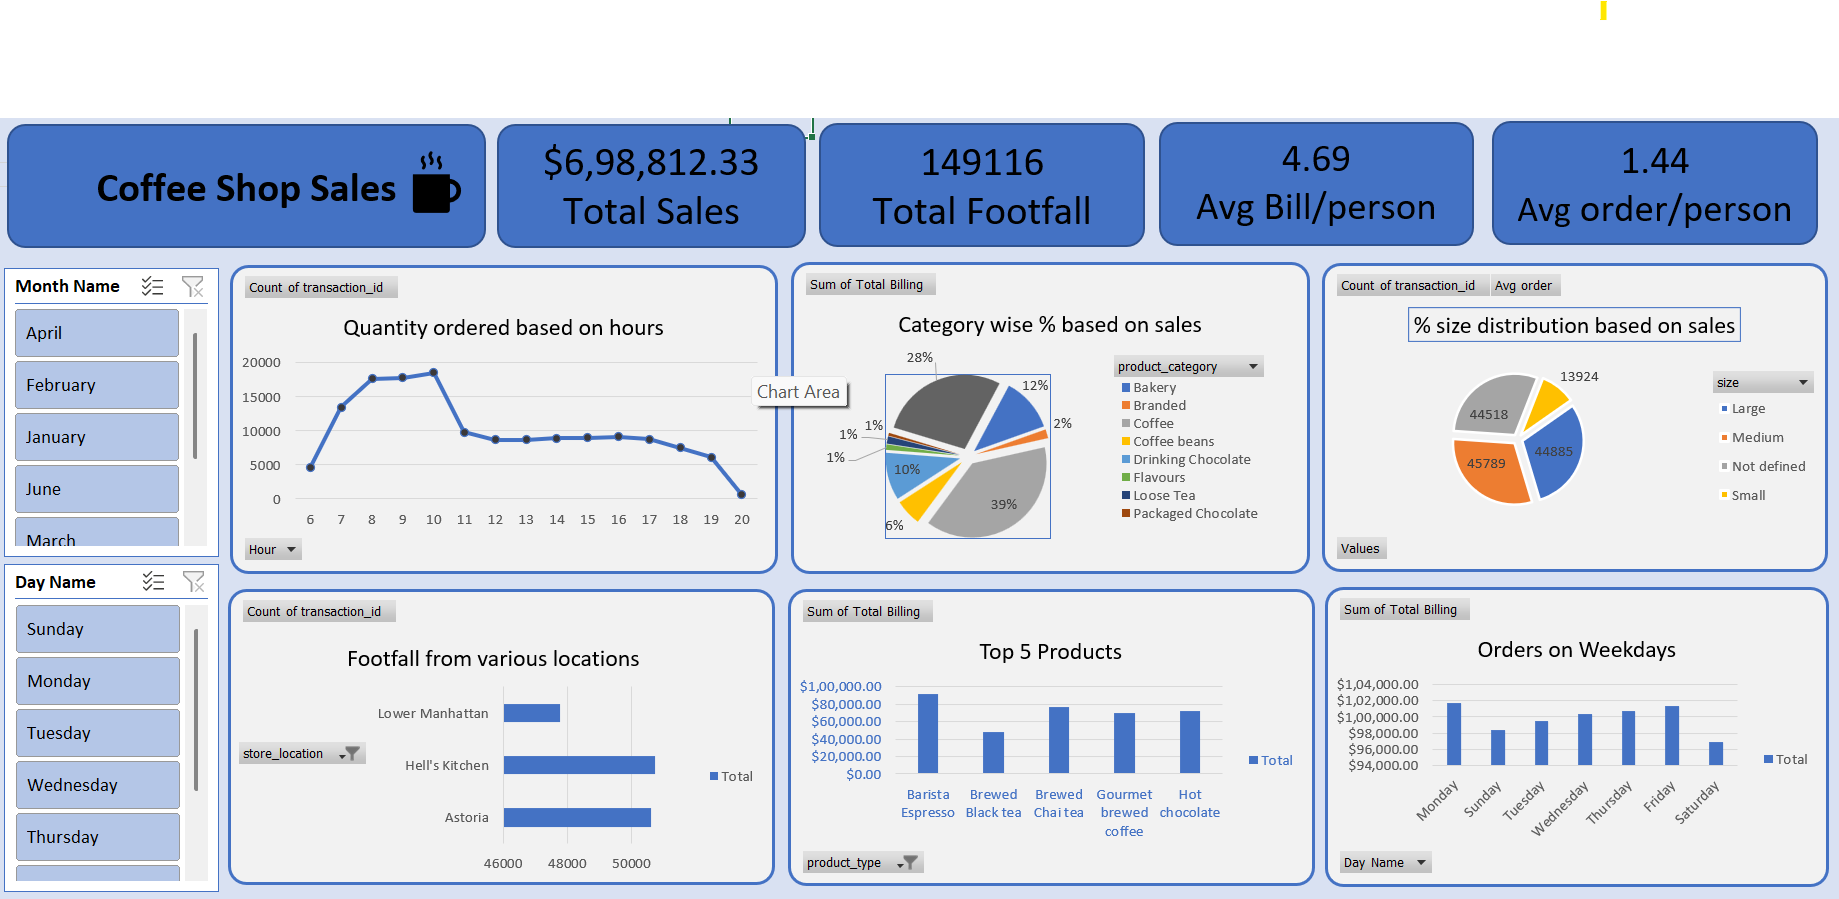 Coffee Shop Sales
$6,98,812.33
Total Sales
149116
Total Footfall
4.69
Avg Bill/person
1.44
Avg order/person
Month Name
April
February
January
June
March
Day Name
Sunday
Monday
Tuesday
Wednesday
Thursday
Count of transaction_id
Quantity ordered based on hours
20000
15000
10000
5000
0
6 7 8 9 10 11 12 13 14 15 16 17 18 19 20
Hour
Chart Area
Sum of Total Billing
Category wise % based on sales
28%
12%
2%
39%
6%
10%
1%
1%
1%
product_category
Bakery
Branded
Coffee
Coffee beans
Drinking Chocolate
Flavours
Loose Tea
Packaged Chocolate
Count of transaction_id Avg order
% size distribution based on sales
13924
44518
44885
45789
size
Large
Medium
Not defined
Small
Values
Count of transaction_id
Footfall from various locations
Lower Manhattan
Hell's Kitchen
Astoria
46000 48000 50000
store_location
Total
Sum of Total Billing
Top 5 Products
$1,00,000.00
$80,000.00
$60,000.00
$40,000.00
$20,000.00
$0.00
Barista Espresso
Brewed Black tea
Brewed Chai tea
Gourmet brewed coffee
Hot chocolate
Total
product_type
Sum of Total Billing
Orders on Weekdays
$1,04,000.00
$1,02,000.00
$1,00,000.00
$98,000.00
$96,000.00
$94,000.00
Monday
Sunday
Tuesday
Wednesday
Thursday
Friday
Saturday
Total
Day Name